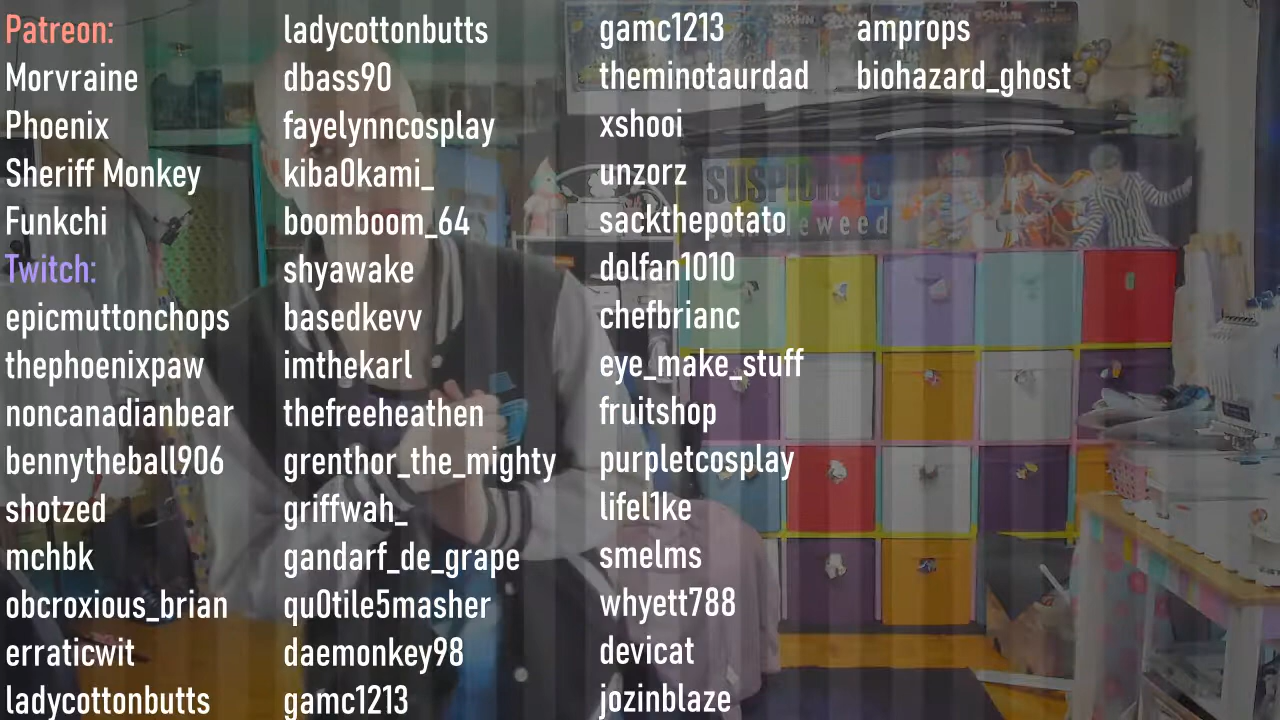 Patreon:
Morvraine
Phoenix
Sheriff Monkey
Funkchi
Twitch:
epicmuttonchops
thephoenixpaw
noncanadianbear
bennytheball906
shotzed
mchbk
obcroxious_brian
erraticwit
ladycottonbutts
ladycottonbutts
dbass90
fayelynncosplay
kiba0kami_
boomboom_64
shyawake
basedkevv
imthekarl
thefreeheathen
grenthor_the_mighty
griffwah_
gandarf_de_grape
qu0tile5masher
daemonkey98
gamc1213
gamc1213
theminotaurdad
xshooi
unzorz
sackthepotato
dolfan1010
chefbrianc
eye_make_stuff
fruitshop
purpletcosplay
lifel1ke
smelms
whyett788
devicat
jozinblaze
amprops
biohazard_ghost